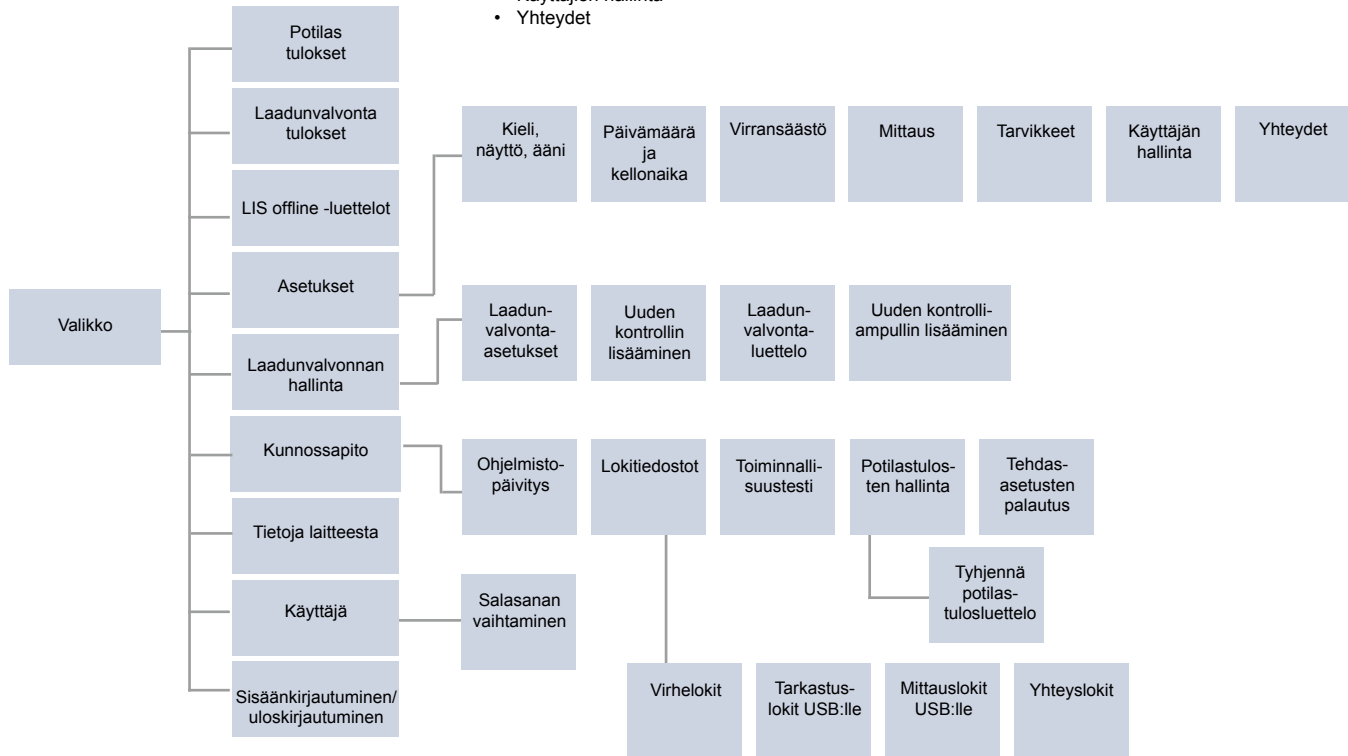 • Yhteydet
Potilas
tulokset
Laadunvalvonta
tulokset
Kieli,
näyttö, ääni
Päivämäärä
ja
kellonaika
Virransäästö
Mittaus
Tarvikkeet
Käyttäjän
hallinta
Yhteydet
LIS offline -luettelot
Asetukset
Valikko
Laadun-
valvonta-
asetukset
Uuden
kontrollin
lisääminen
Laadun-
valvonta-
luettelo
Uuden kontrolli-
ampullin lisääminen
Laadunvalvonnan
hallinta
Kunnossapito
Ohjelmisto-
päivitys
Lokitiedostot
Toiminnalli-
suustesti
Potilastulos-
ten hallinta
Tehdas-
asetusten
palautus
Tietoja laitteesta
Tyhjennä
potilas-
tulosluettelo
Käyttäjä
Salasanan
vaihtaminen
Sisäänkirjautuminen/
uloskirjautuminen
Virhelokit
Tarkastus-
lokit USB:lle
Mittauslokit
USB:lle
Yhteyslokit